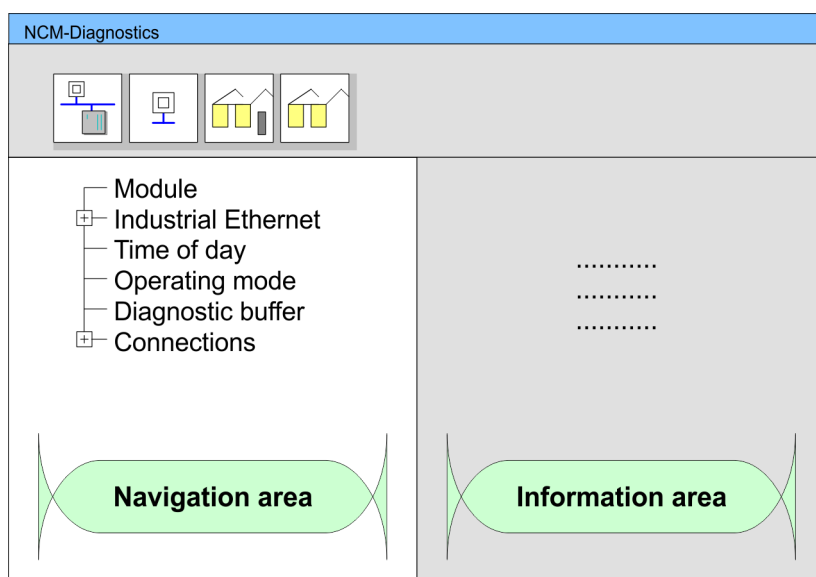 NCM-Diagnostics
Module
Industrial Ethernet
Time of day
Operating mode
Diagnostic buffer
Connections
...........
...........
...........
Navigation area
Information area